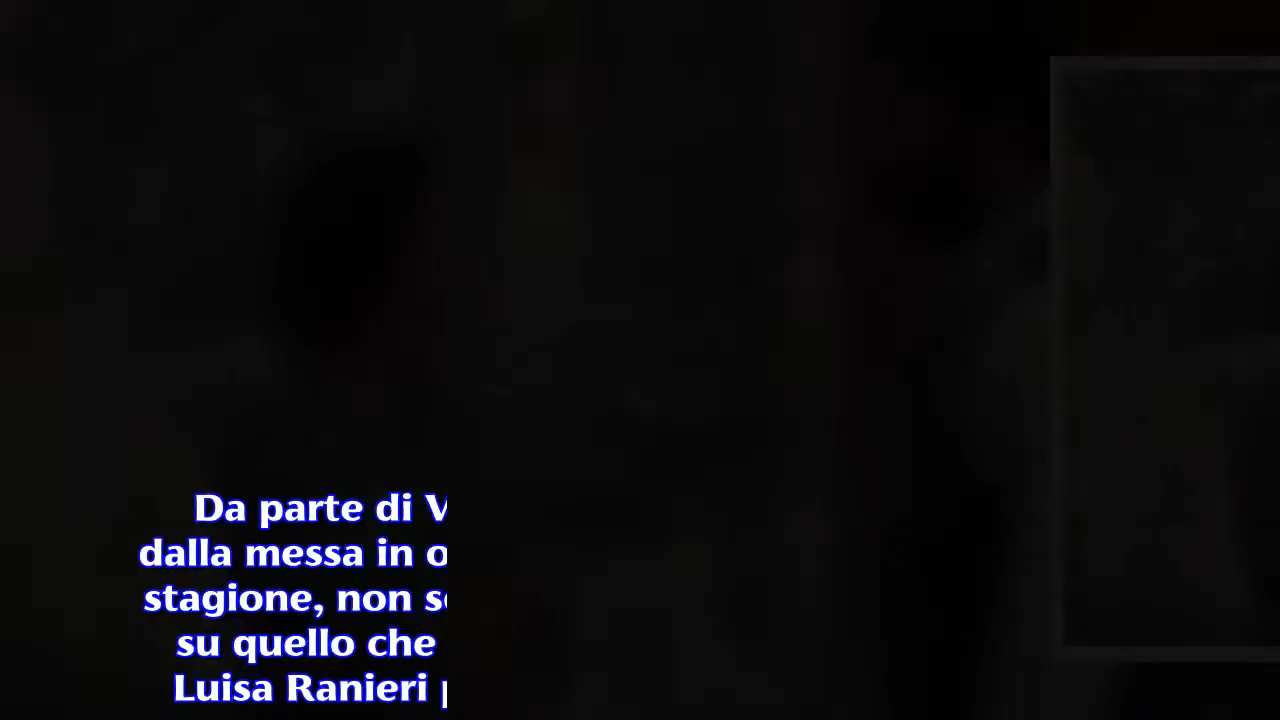 Da parte di
dalla messa in
stagione, non
su quello che
Luisa Ranieri